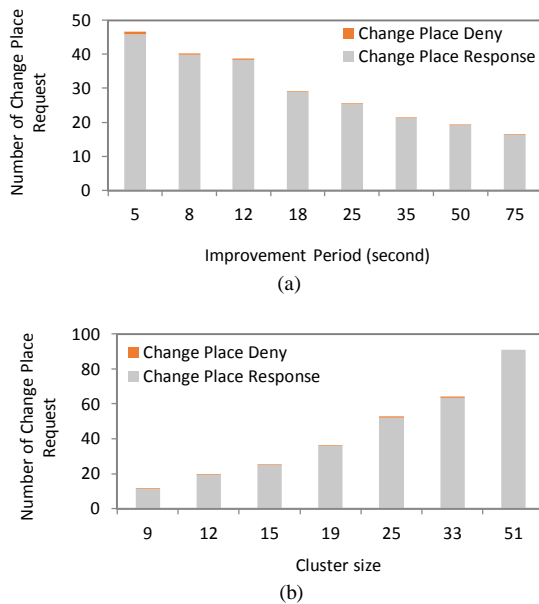 Number of Change Place
Request
50
40
30
20
10
0
Change Place Deny
Change Place Response
5 8 12 18 25 35 50 75
Improvement Period (second)
(a)
Number of Change Place
Request
100
80
60
40
20
0
Change Place Deny
Change Place Response
9 12 15 19 25 33 51
Cluster size
(b)